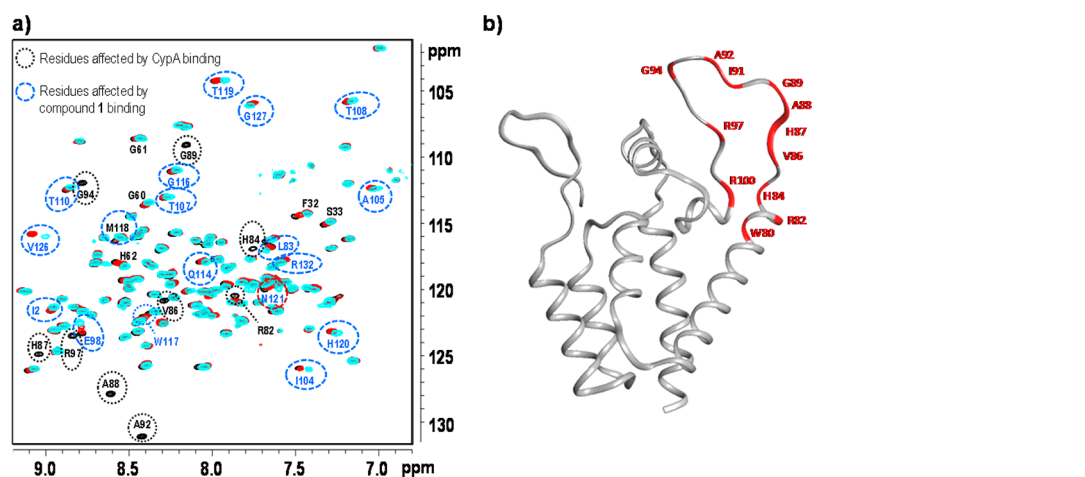 a)
b)
Residues affected by CypA binding
Residues affected by
compound 1 binding
ppm
105
110
115
120
125
130
9.0
8.5
8.0
7.5
7.0
ppm
T119
G127
T108
G61
G89
G116
T110
G94
G60
T107
A105
F32
S33
V126
M118
H84
L83
H62
Q114
R132
N121
I2
V86
R82
H87
R97
E98
W117
H120
I104
A88
A92
A92
G94
I91
G89
A88
R97
H87
V86
R100
H84
R82
W80